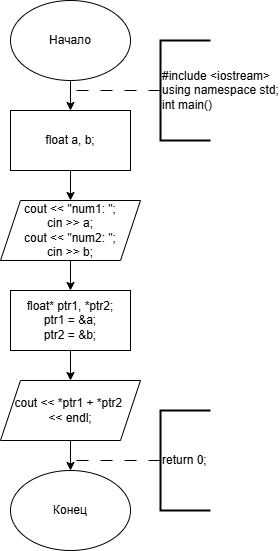 Начало
#include <iostream>
using namespace std;
int main()
float a, b;
cout << "num1: ";
cin >> a;
cout << "num2: ";
cin >> b;
float* ptr1, *ptr2;
ptr1 = &a;
ptr2 = &b;
cout << *ptr1 + *ptr2
<< endl;
return 0;
Конец